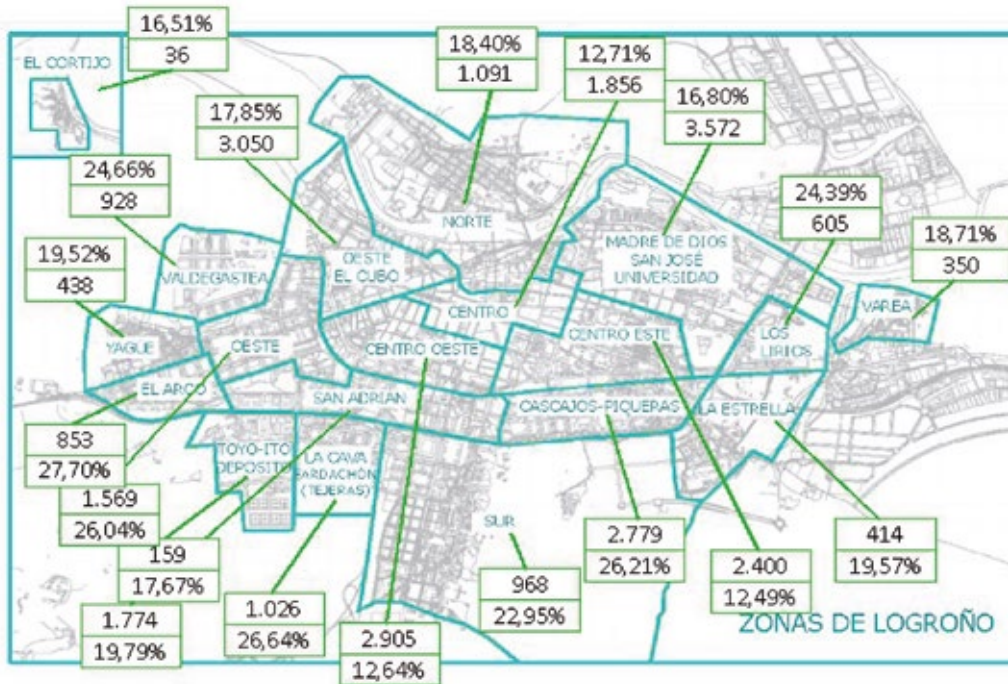 16,51%
36
EL CORTIJO
18,40%
1.091
12,71%
1.856
16,80%
3.572
17,85%
3.050
24,66%
928
24,39%
605
18,71%
350
19,52%
438
NORTE
MADRE DE DIOS
SAN JOSÉ
UNIVERSIDAD
VALDEGASTEA
OESTE
EL CUBO
CENTRO
VAREA
YAGUE
OESTE
CENTRO OESTE
CENTRO ESTE
LOS
LIRIOS
EL ARCO
SAN ADRIAN
CASCAJOS-PIQUERAS
LA ESTRELLA
853
27,70%
TOYO-ITO
DEPOSITO
LA CAVA
FARDACHÓN
(TEJERAS)
1.569
26,04%
SUR
159
17,67%
2.779
26,21%
414
19,57%
2.400
12,49%
1.774
19,79%
1.026
26,64%
968
22,95%
2.905
12,64%
ZONAS DE LOGROÑO